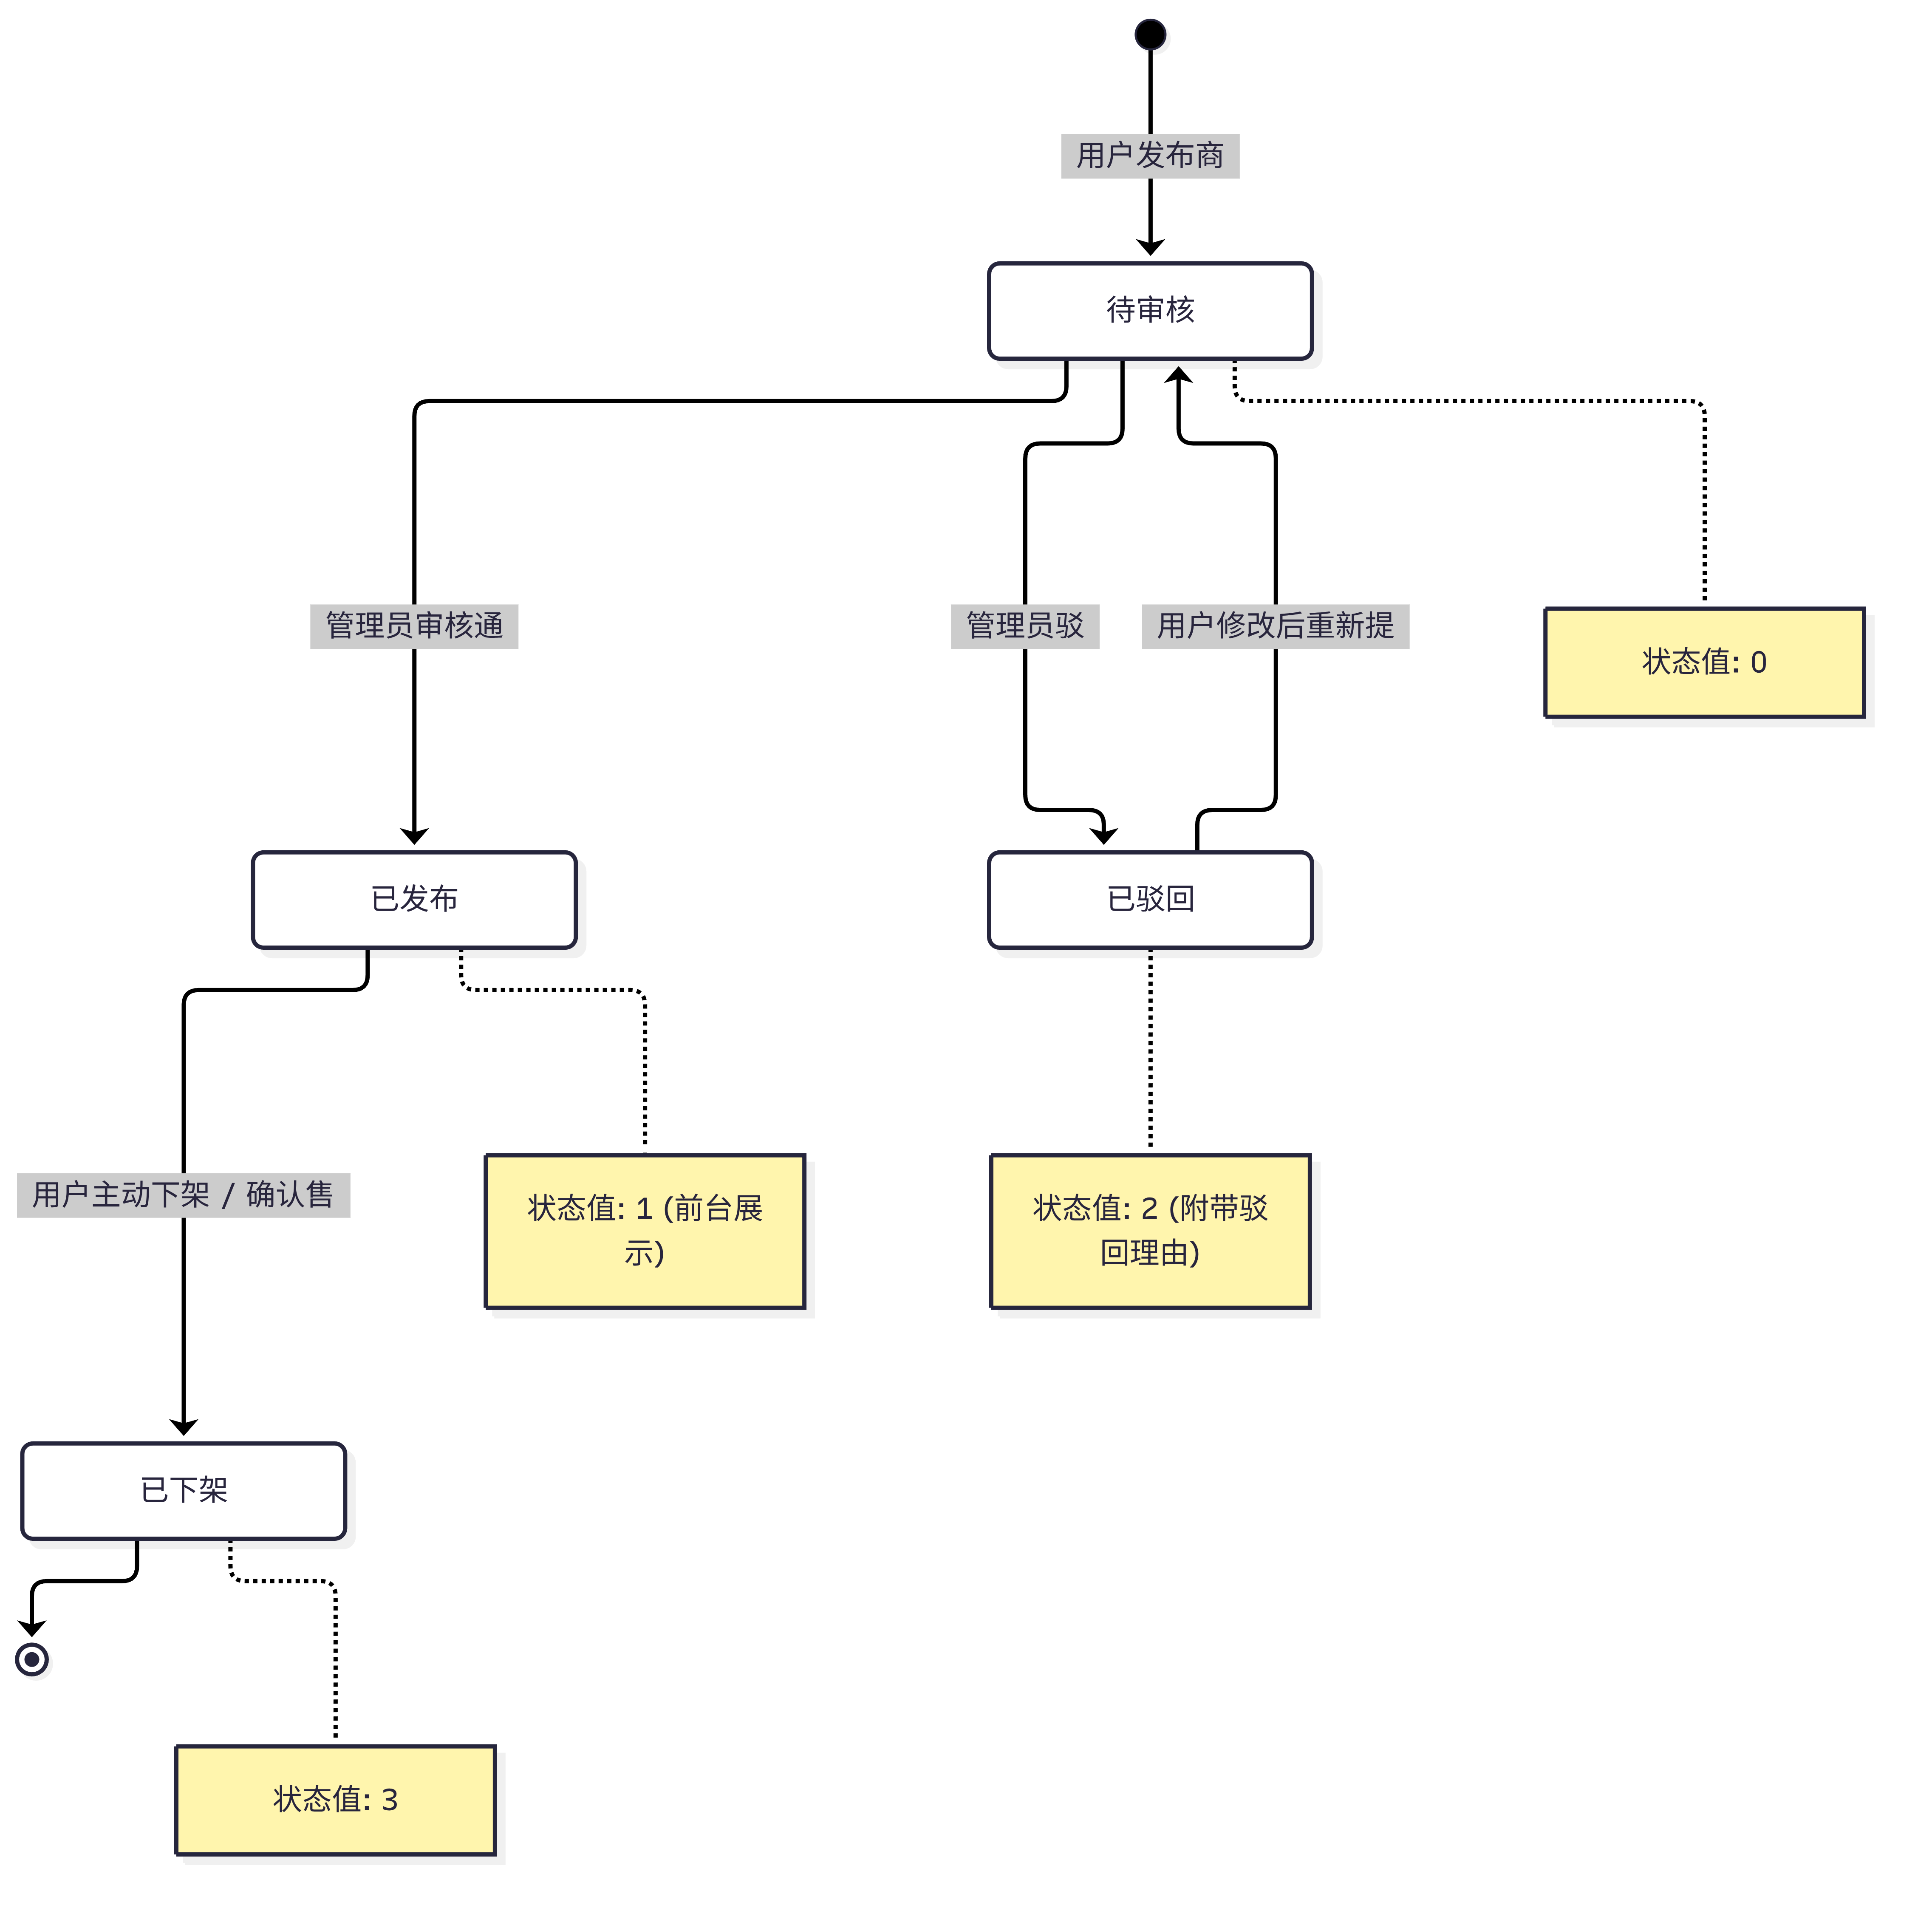 用户发布商
待审核
管理员审核通
管理员驳
用户修改后重新提
状态值: 0
已发布
已驳回
用户主动下架 / 确认售
状态值: 1 (前台展
示)
状态值: 2 (附带驳
回理由)
已下架
状态值: 3